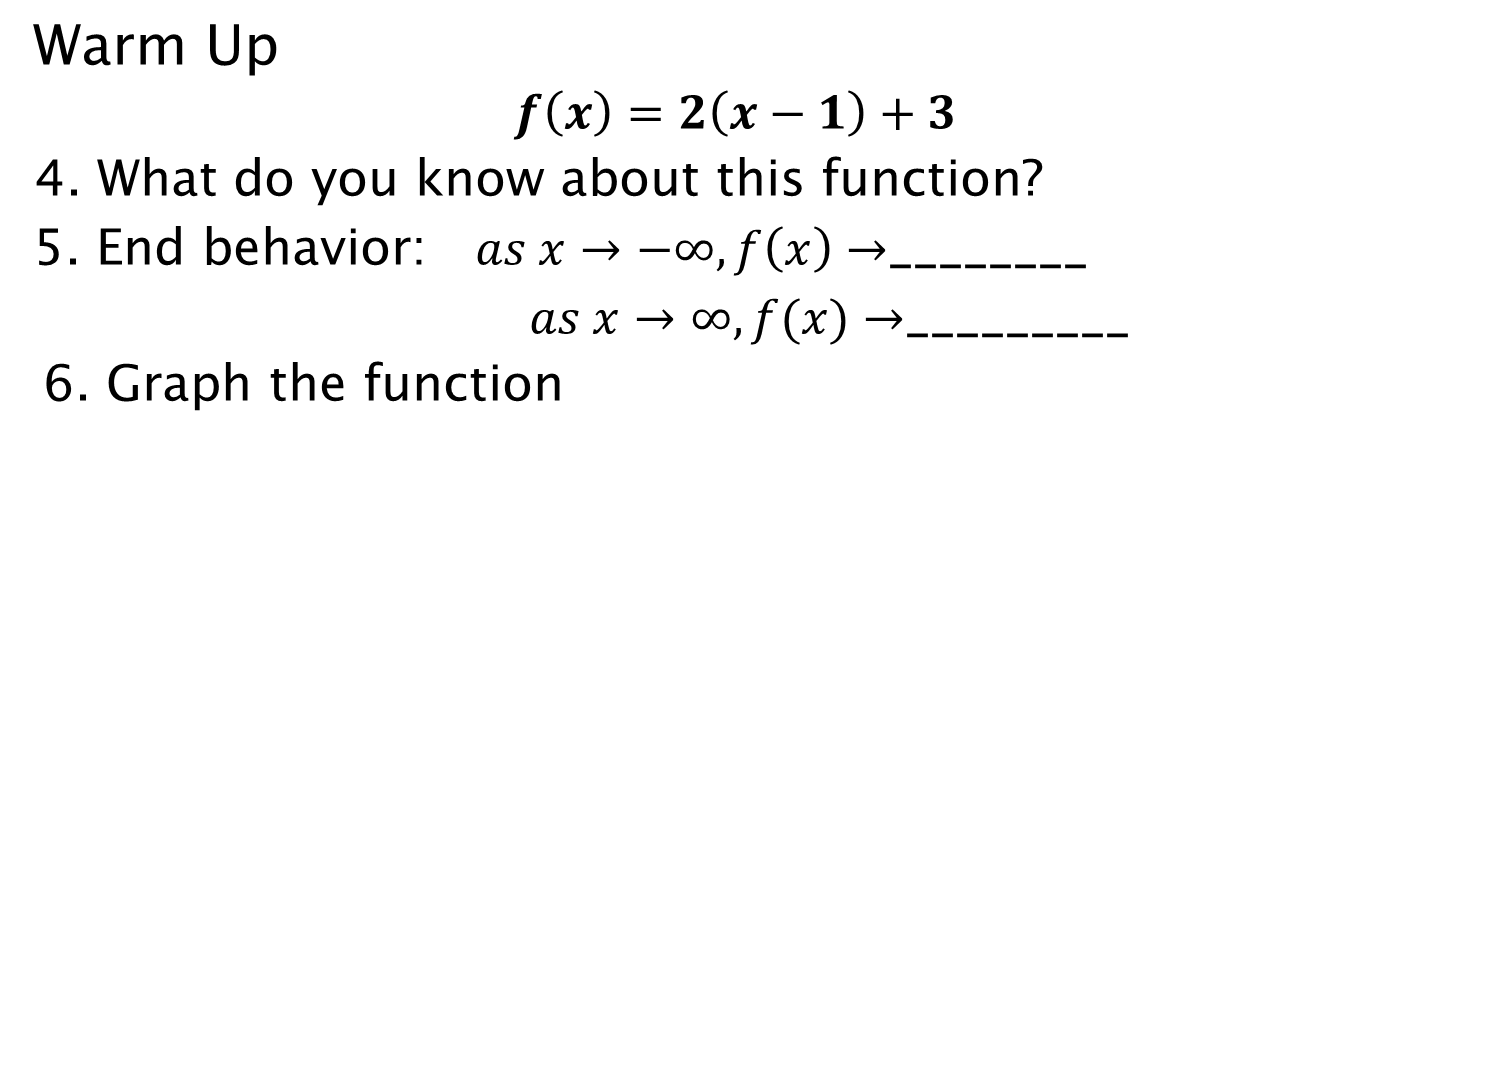 Warm Up
f(x) = 2(x − 1) + 3
4. What do you know about this function?
5. End behavior: as x → −∞, f(x) →________
as x → ∞, f(x) →_________
6. Graph the function